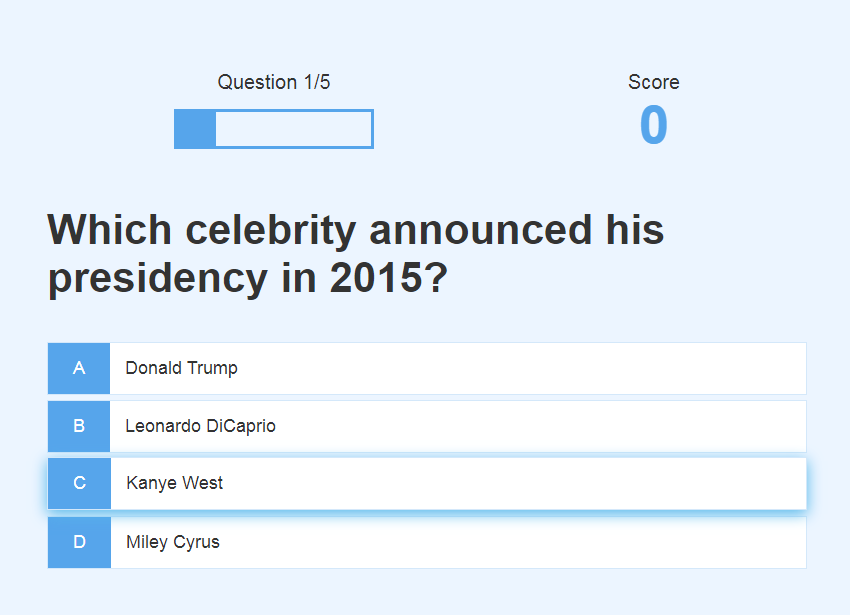 Question 1/5
Score
0
Which celebrity announced his
presidency in 2015?
A Donald Trump
B Leonardo DiCaprio
C Kanye West
D Miley Cyrus